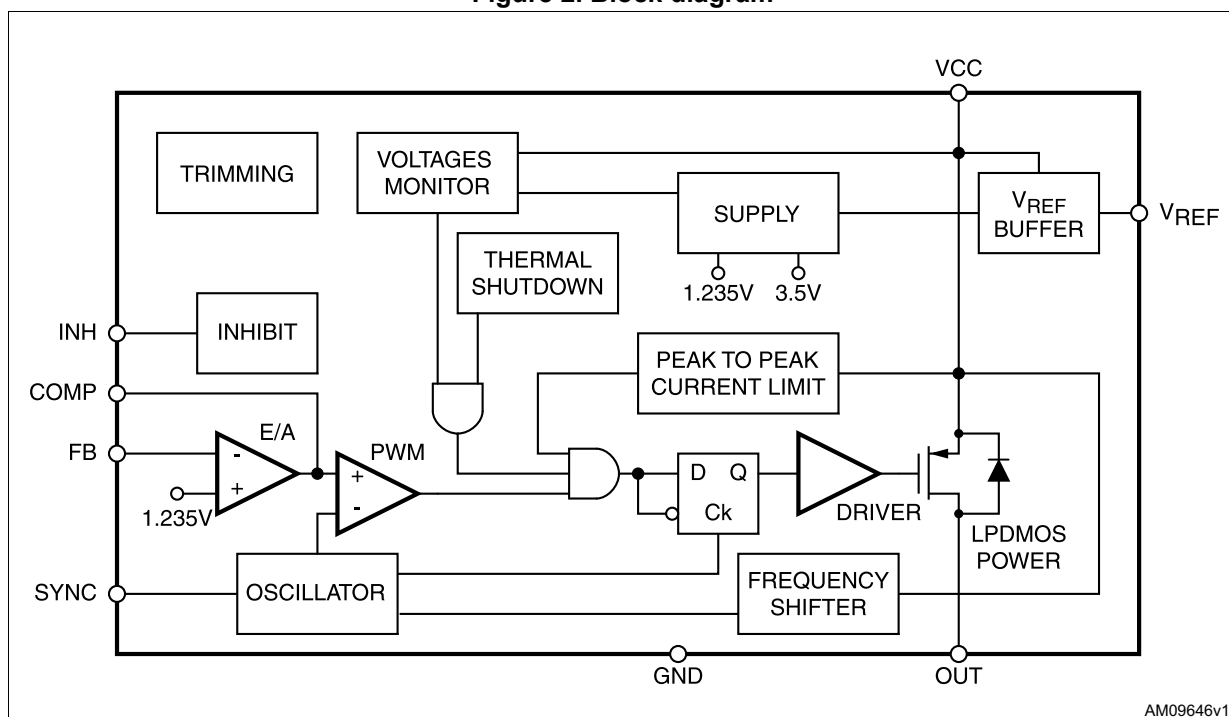 Figure 2. Block diagram
VCC
TRIMMING
VOLTAGES
MONITOR
SUPPLY
VREF
BUFFER
VREF
THERMAL
SHUTDOWN
1.235V
3.5V
INH
INHIBIT
PEAK TO PEAK
CURRENT LIMIT
COMP
E/A
PWM
FB
-
+
+
-
1.235V
D
Q
Ck
DRIVER
LPDMOS
POWER
SYNC
OSCILLATOR
FREQUENCY
SHIFTER
GND
OUT
AM09646v1